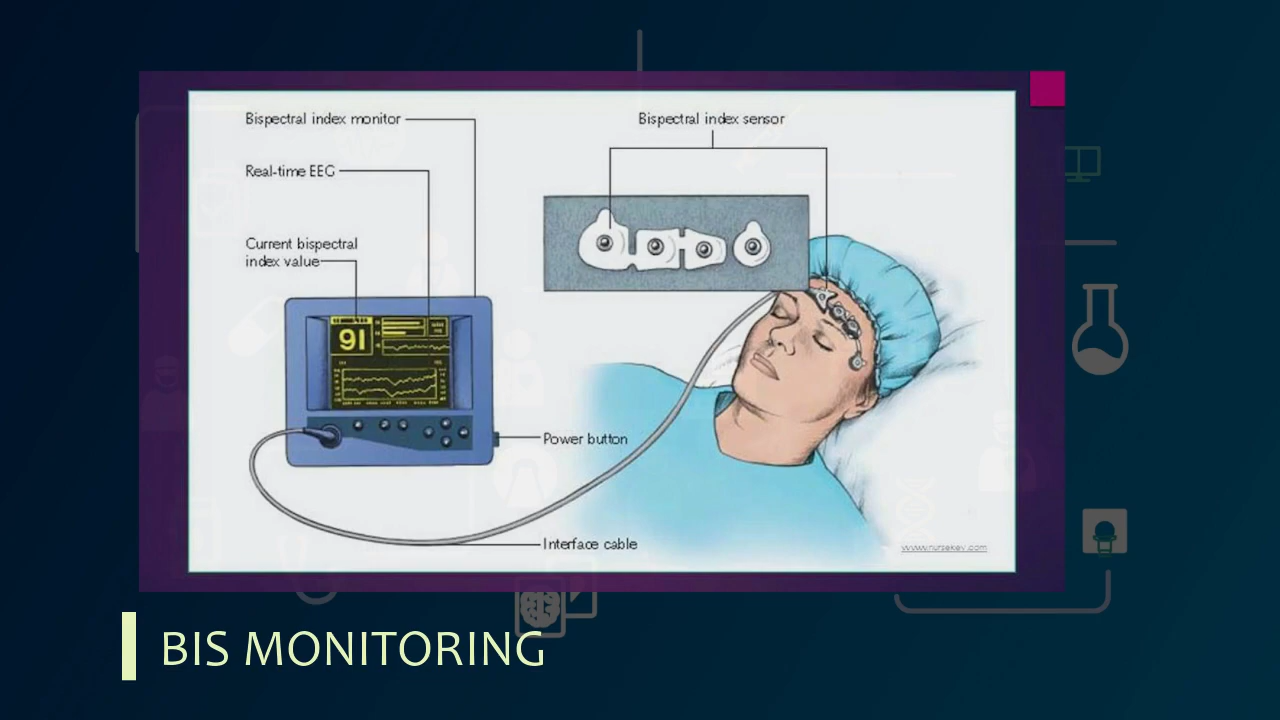 Bispectral index monitor
Bispectral index sensor
Real-time EEG
Current bispectral
index value
91
Power button
Interface cable
www.nursekey.com
BIS MONITORING